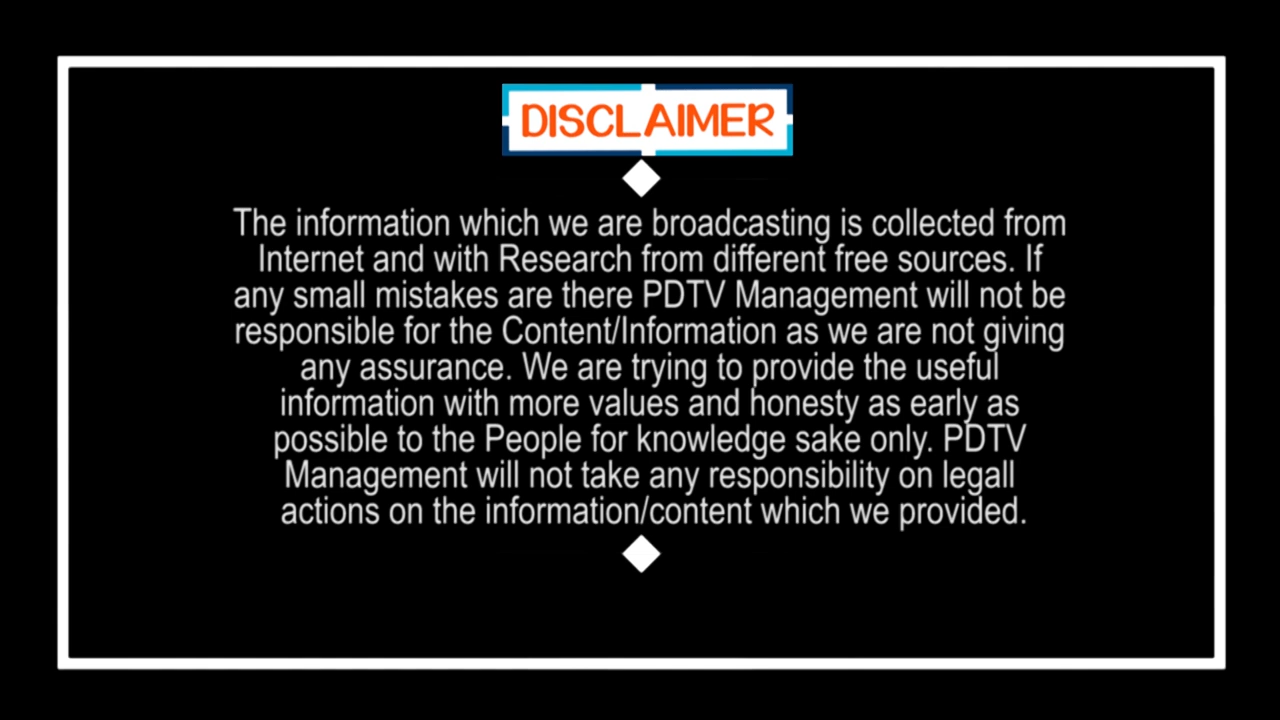 DISCLAIMER
The information which we are broadcasting is collected from
Internet and with Research from different free sources. If
any small mistakes are there PDTV Management will not be
responsible for the Content/Information as we are not giving
any assurance. We are trying to provide the useful
information with more values and honesty as early as
possible to the People for knowledge sake only. PDTV
Management will not take any responsibility on legall
actions on the information/content which we provided.